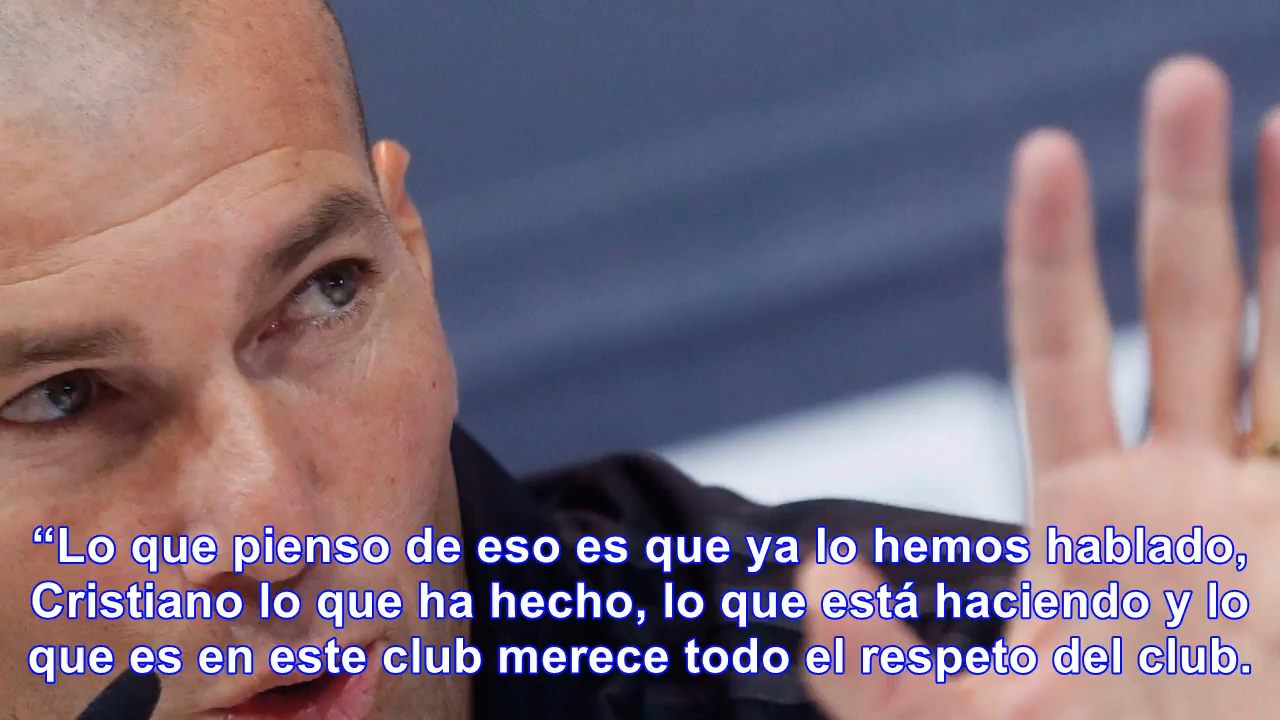 “Lo que pienso de eso es que ya lo hemos hablado,
Cristiano lo que ha hecho, lo que está haciendo y lo
que es en este club merece todo el respeto del club.